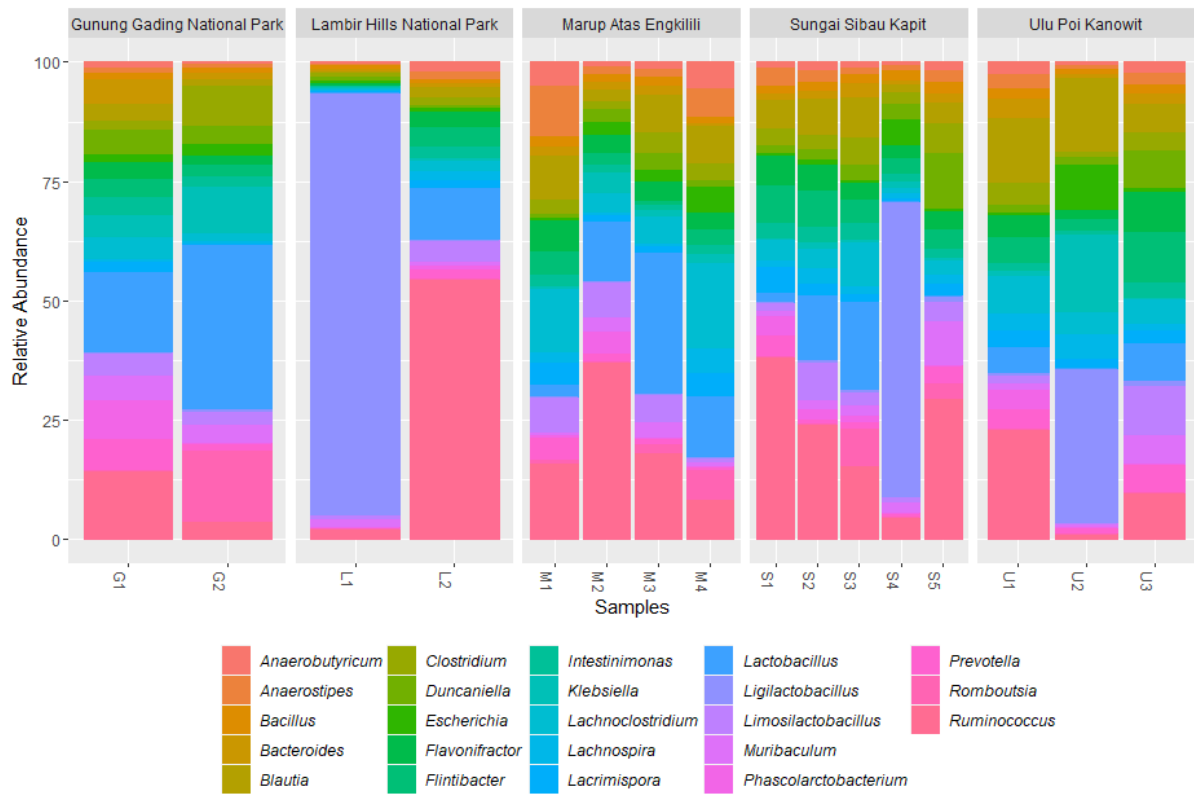 Gunung Gading National Park Lambir Hills National Park Marup Atas Engkilili Sungai Sibau Kapit Ulu Poi Kanowit
100
75
50
25
0
Relative Abundance
G1 G2 L1 L2 M1 M2 M3 M4 S1 S2 S3 S4 S5 U1 U2 U3
Samples
Anaerobutyricum Clostridium Intestinimonas Lactobacillus Prevotella
Anaerostipes Duncaniella Klebsiella Ligilactobacillus Romboutsia
Bacillus Escherichia Lachnoclostridium Limosilactobacillus Ruminococcus
Bacteroides Flavonifractor Lachnospira Muribaculum
Blautia Flintibacter Lacrimispora Phascolarctobacterium